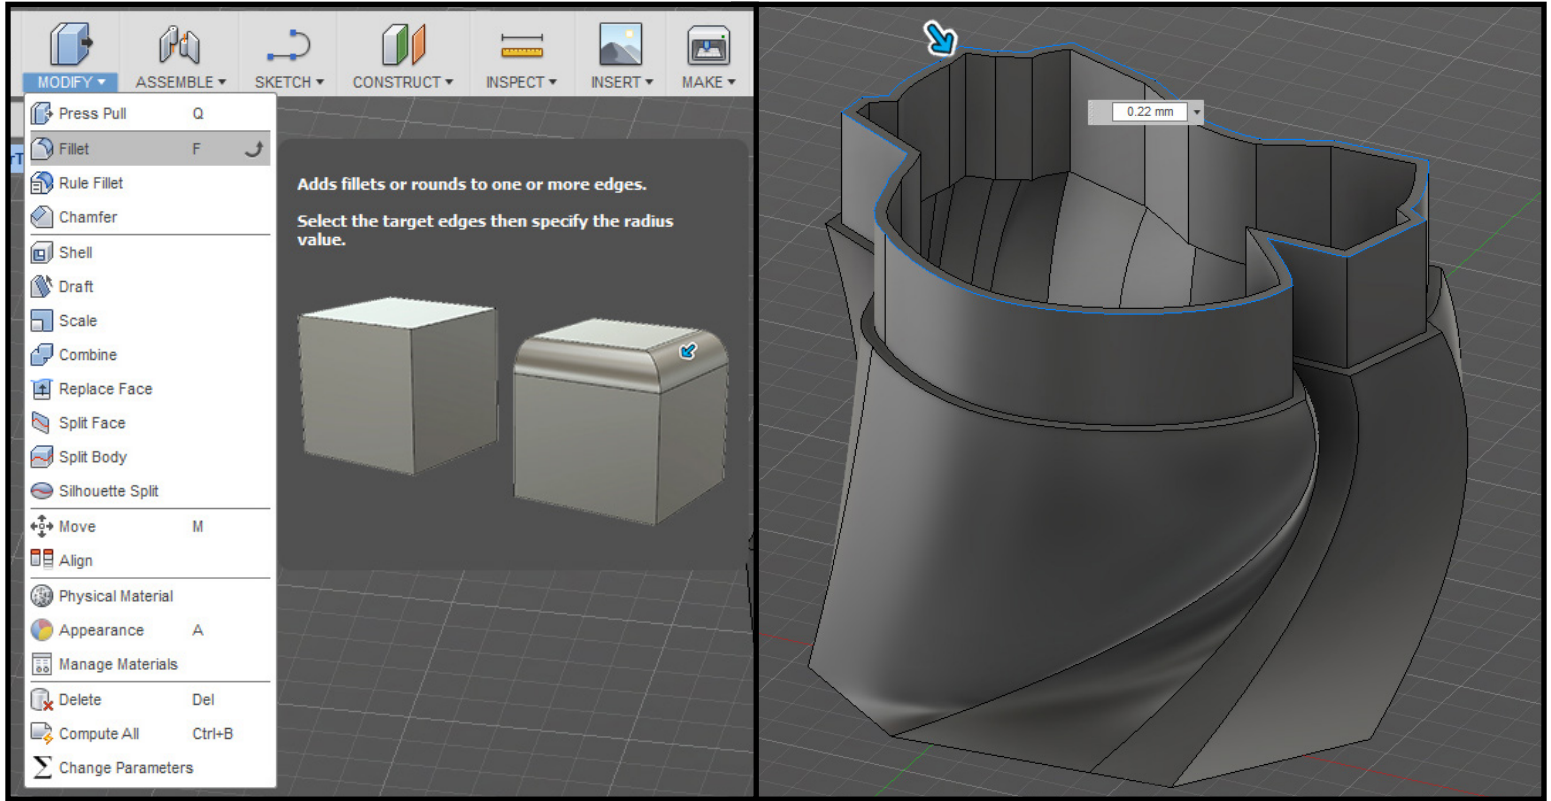 MODIFY ASSEMBLE SKETCH CONSTRUCT INSPECT INSERT MAKE
Press Pull Q
Fillet F
Rule Fillet
Chamfer
Shell
Draft
Scale
Combine
Replace Face
Split Face
Split Body
Silhouette Split
Move M
Align
Physical Material
Appearance A
Manage Materials
Delete Del
Compute All Ctrl+B
Change Parameters
Adds fillets or rounds to one or more edges.
Select the target edges then specify the radius
value.
0.22 mm